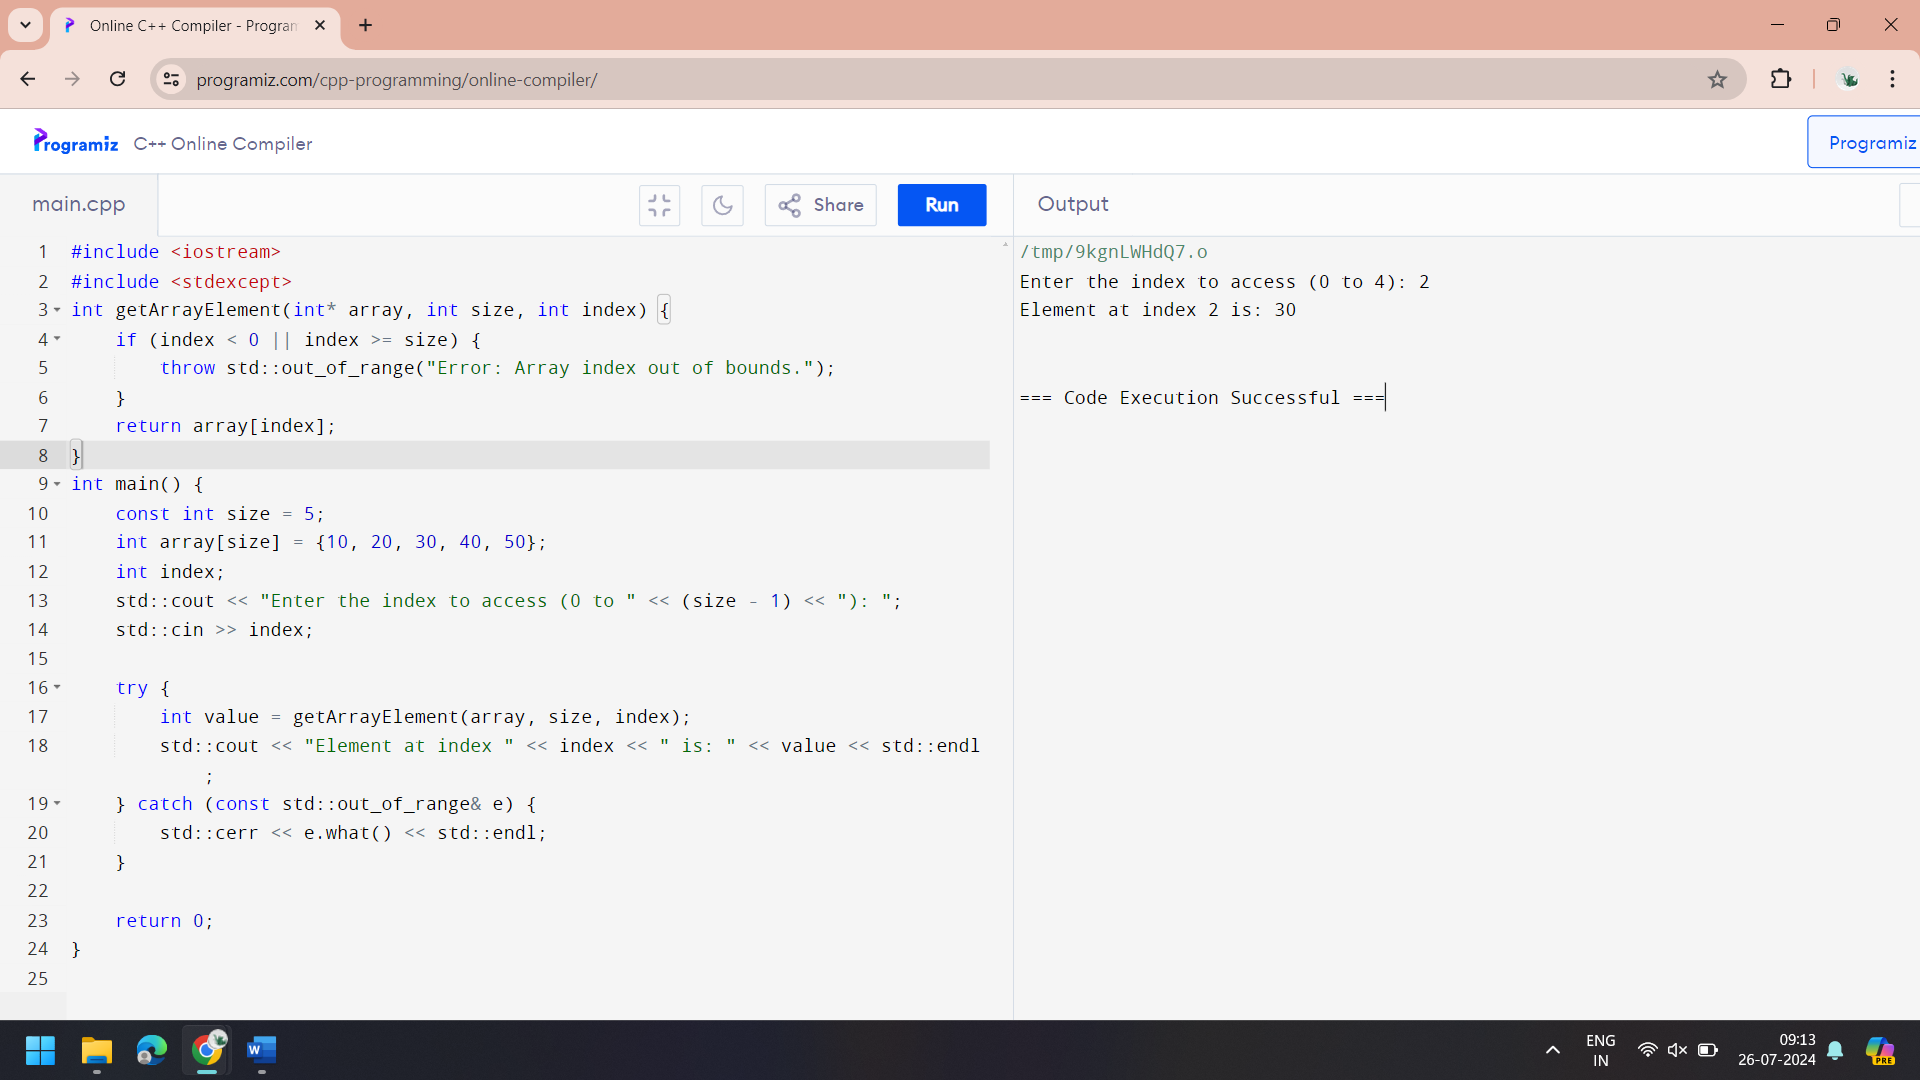 Online C++ Compiler - Program
programiz.com/cpp-programming/online-compiler/
Programiz C++ Online Compiler
Programiz
main.cpp
Share
Run
Output
1 #include <iostream>
2 #include <stdexcept>
3 int getArrayElement(int* array, int size, int index) {
4     if (index < 0 || index >= size) {
5         throw std::out_of_range("Error: Array index out of bounds.");
6     }
7     return array[index];
8 }
9 int main() {
10     const int size = 5;
11     int array[size] = {10, 20, 30, 40, 50};
12     int index;
13     std::cout << "Enter the index to access (0 to " << (size - 1) << "): ";
14     std::cin >> index;
15
16     try {
17         int value = getArrayElement(array, size, index);
18         std::cout << "Element at index " << index << " is: " << value << std::endl
            ;
19     } catch (const std::out_of_range& e) {
20         std::cerr << e.what() << std::endl;
21     }
22
23     return 0;
24 }
25
/tmp/9kgnLWHdQ7.o
Enter the index to access (0 to 4): 2
Element at index 2 is: 30
=== Code Execution Successful ===
ENG
IN
09:13
26-07-2024
PRE